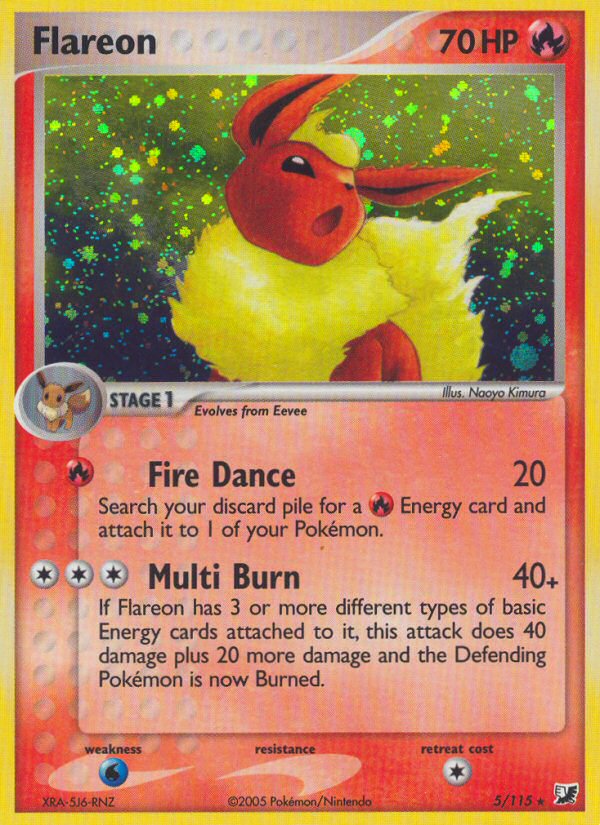 Flareon
70 HP
Illus. Naoyo Kimura
STAGE 1
Evolves from Eevee
Fire Dance 20
Search your discard pile for a Energy card and
attach it to 1 of your Pokémon.
Multi Burn 40+
If Flareon has 3 or more different types of basic
Energy cards attached to it, this attack does 40
damage plus 20 more damage and the Defending
Pokémon is now Burned.
weakness resistance retreat cost
XRA-5J6-RNZ ©2005 Pokémon/Nintendo 5/115 ★